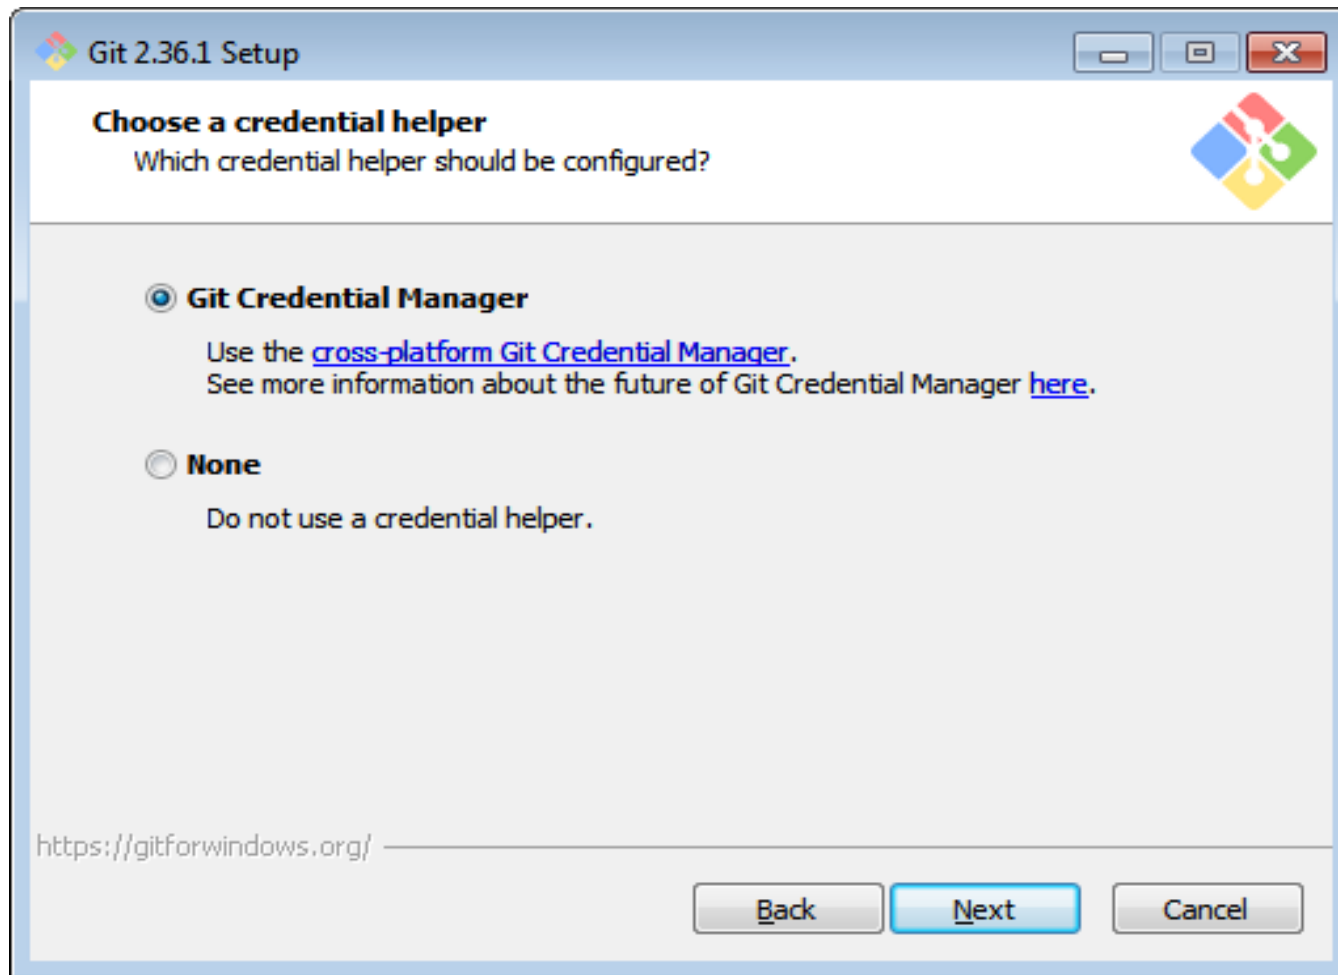 Git 2.36.1 Setup
Choose a credential helper
Which credential helper should be configured?
Git Credential Manager
Use the cross-platform Git Credential Manager.
See more information about the future of Git Credential Manager here.
None
Do not use a credential helper.
https://gitforwindows.org/
Back Next Cancel